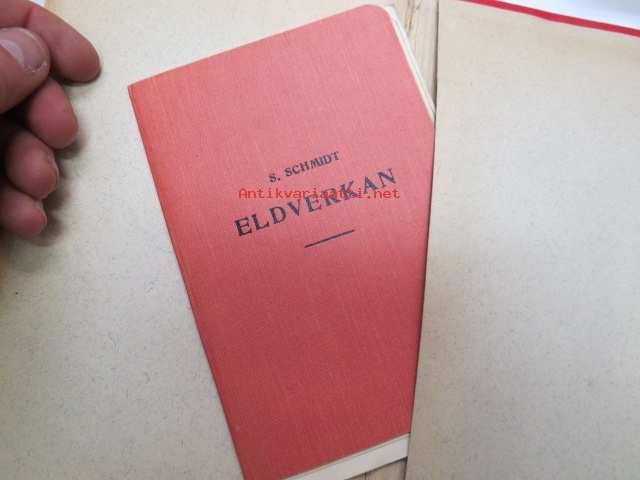 S. SCHMIDT
Antikvariaatti.net
ELDVERKAN